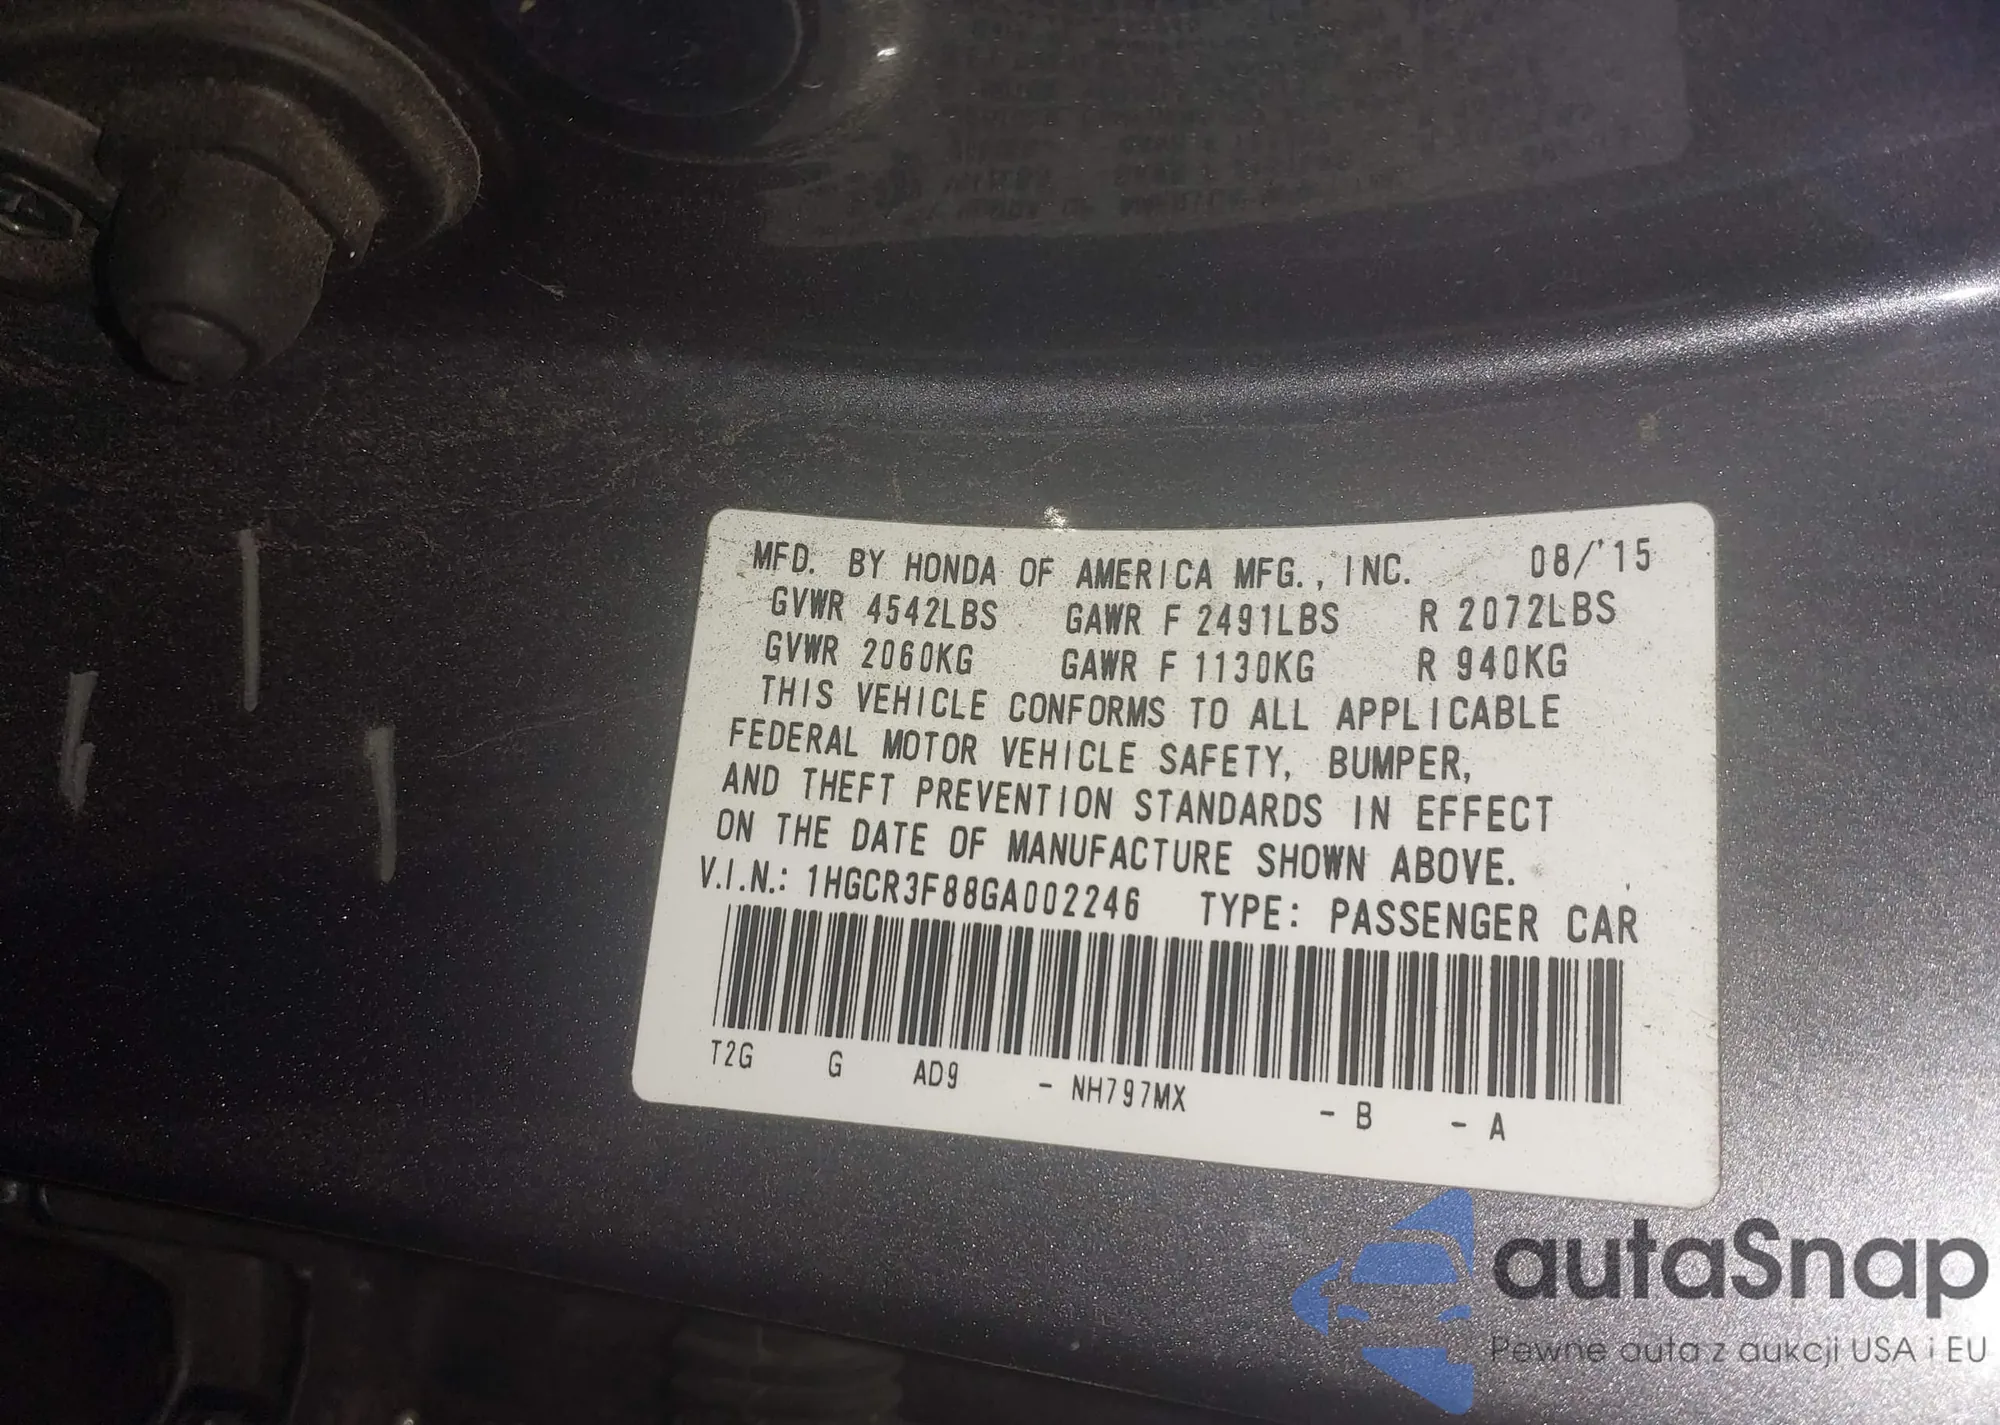 MFD. BY HONDA OF AMERICA MFG., INC. 08/'15
GVWR 4542LBS GAWR F 2491LBS R 2072LBS
GVWR 2060KG GAWR F 1130KG R 940KG
THIS VEHICLE CONFORMS TO ALL APPLICABLE
FEDERAL MOTOR VEHICLE SAFETY, BUMPER,
AND THEFT PREVENTION STANDARDS IN EFFECT
ON THE DATE OF MANUFACTURE SHOWN ABOVE.
V.I.N.: 1HGCR3F88GA002246 TYPE: PASSENGER CAR
T2G G AD9 - NH797MX - B - A
autaSnap
Pewne auta z aukcji USA i EU